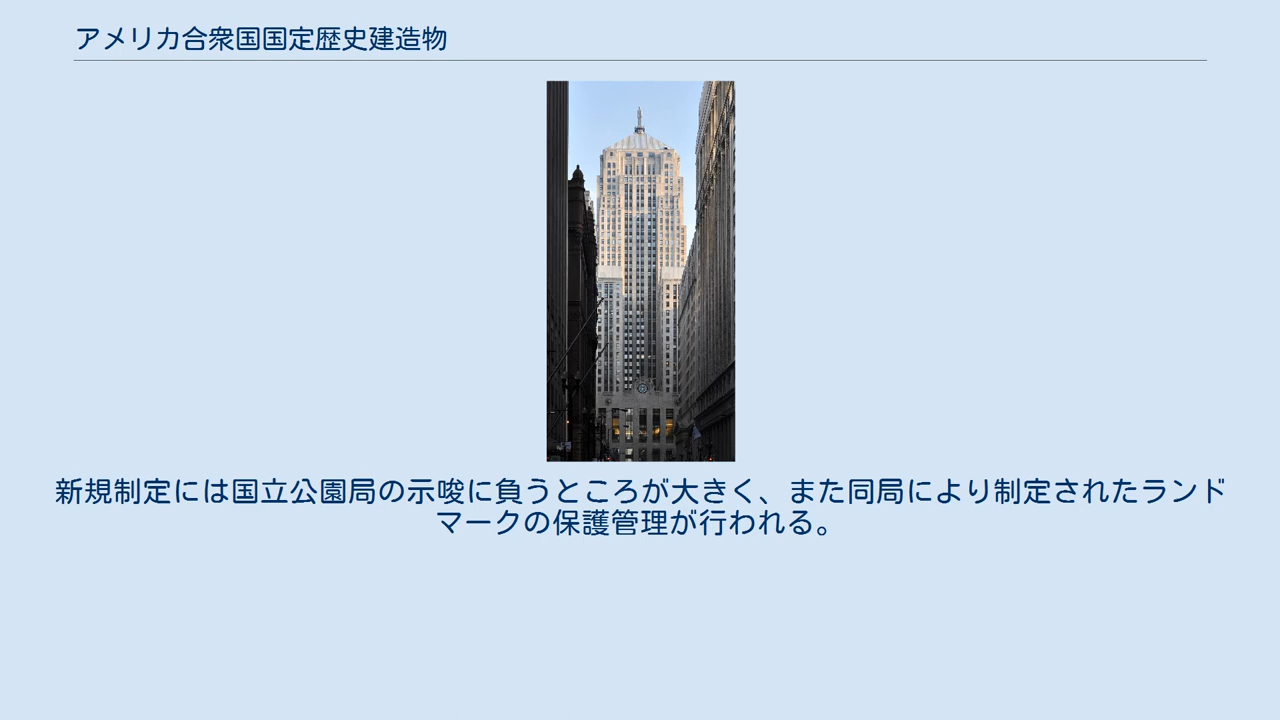 アメリカ合衆国国定歴史建造物
新規制定には国立公園局の示唆に負うところが大きく、また同局により制定されたランド
マークの保護管理が行われる。